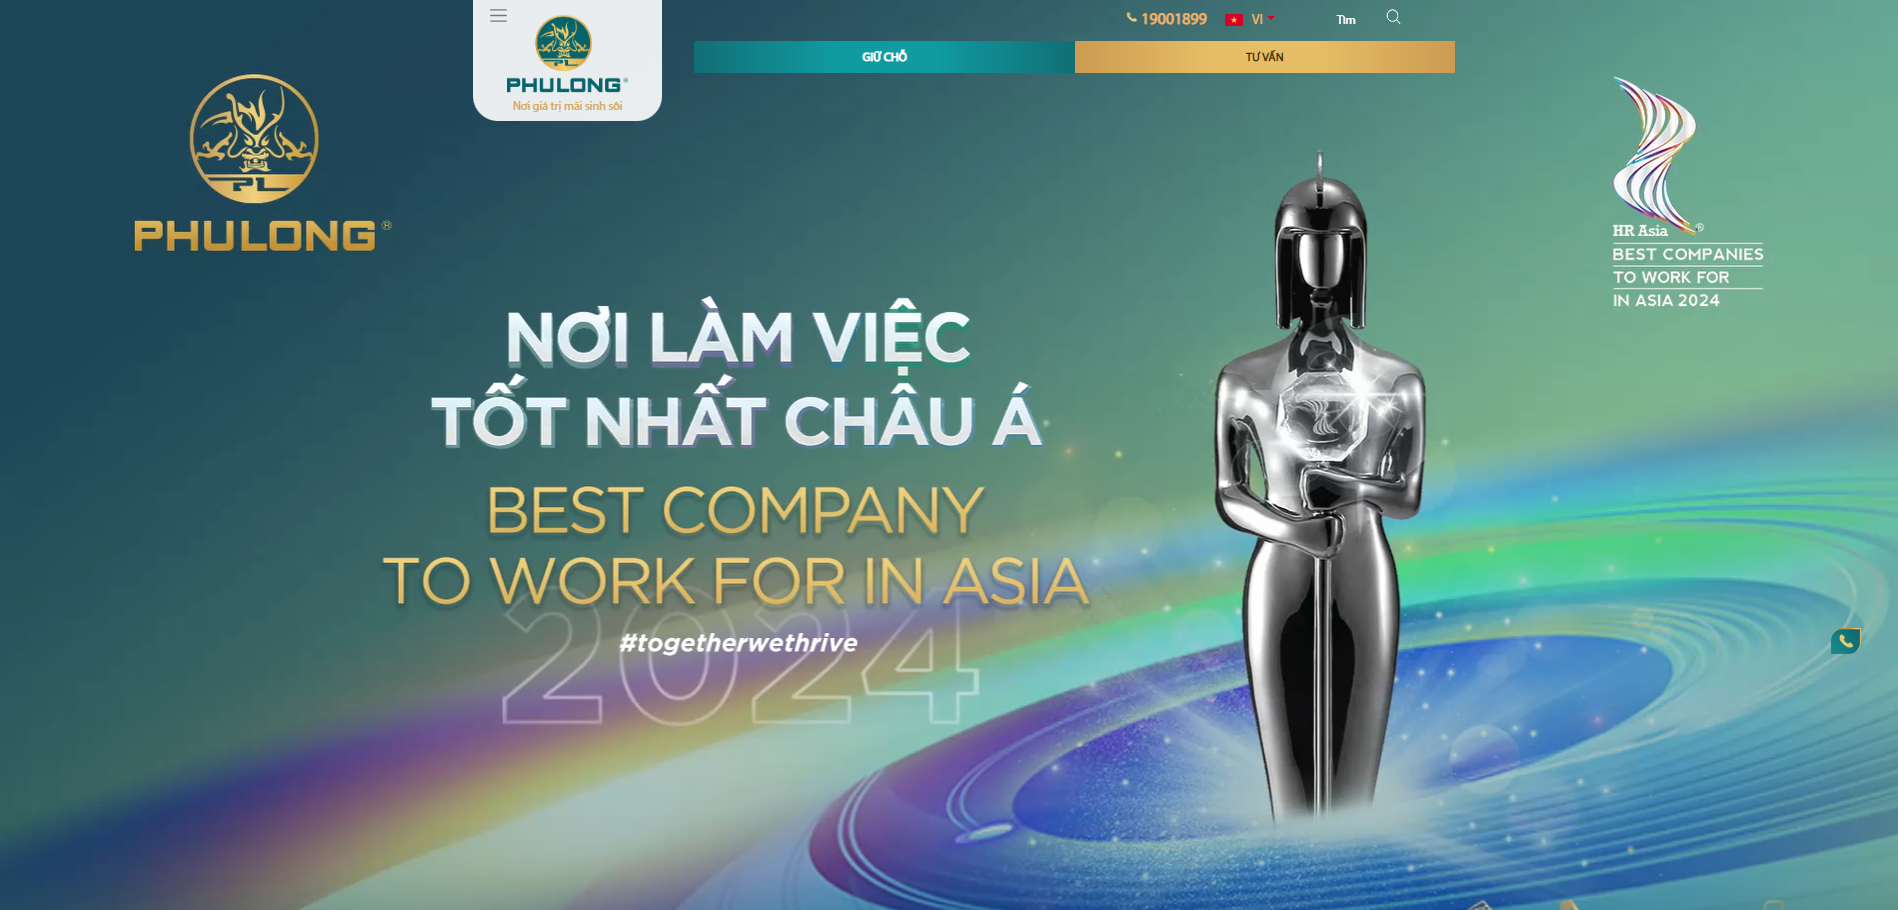 19001899
VI
Tìm
PL
PHULONG®
Nơi giá trị mãi sinh sôi
GIỮ CHỖ
TƯ VẤN
PL
PHULONG®
HR Asia®
BEST COMPANIES
TO WORK FOR
IN ASIA 2024
NƠI LÀM VIỆC
TỐT NHẤT CHÂU Á
BEST COMPANY
TO WORK FOR IN ASIA
2024
#togetherwethrive